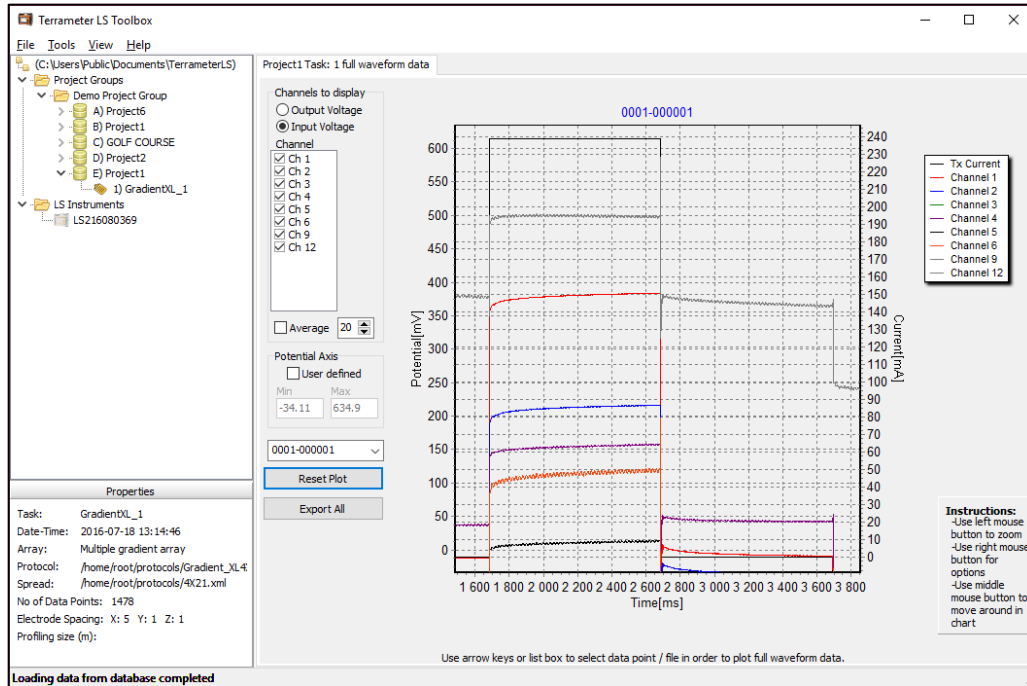 Terrameter LS Toolbox
File Tools View Help
(C:\Users\Public\Documents\TerrameterLS)
Project Groups
Demo Project Group
A) Project6
B) Project1
C) GOLF COURSE
D) Project2
E) Project1
1) GradientXL_1
LS Instruments
LS216080369
Properties
Task: GradientXL_1
Date-Time: 2016-07-18 13:14:46
Array: Multiple gradient array
Protocol: /home/root/protocols/Gradient_XL4
Spread: /home/root/protocols/4X21.xml
No of Data Points: 1478
Electrode Spacing: X: 5 Y: 1 Z: 1
Profiling size (m):
Loading data from database completed
Project1 Task: 1 full waveform data
Channels to display
Output Voltage
Input Voltage
Channel
Ch 1
Ch 2
Ch 3
Ch 4
Ch 5
Ch 6
Ch 9
Ch 12
Average 20
Potential Axis
User defined
Min Max
-34.11 634.9
0001-000001
Reset Plot
Export All
0001-000001
Potential[mV]
600
550
500
450
400
350
300
250
200
150
100
50
0
1 600 1 800 2 000 2 200 2 400 2 600 2 800 3 000 3 200 3 400 3 600 3 800
Time[ms]
240
230
220
210
200
190
180
170
160
150
140
130
120
110
100
90
80
70
60
50
40
30
20
10
0
Current[mA]
Tx Current
Channel 1
Channel 2
Channel 3
Channel 4
Channel 5
Channel 6
Channel 9
Channel 12
Instructions:
-Use left mouse
button to zoom
-Use right mouse
button for
options
-Use middle
mouse button to
move around in
chart
Use arrow keys or list box to select data point / file in order to plot full waveform data.